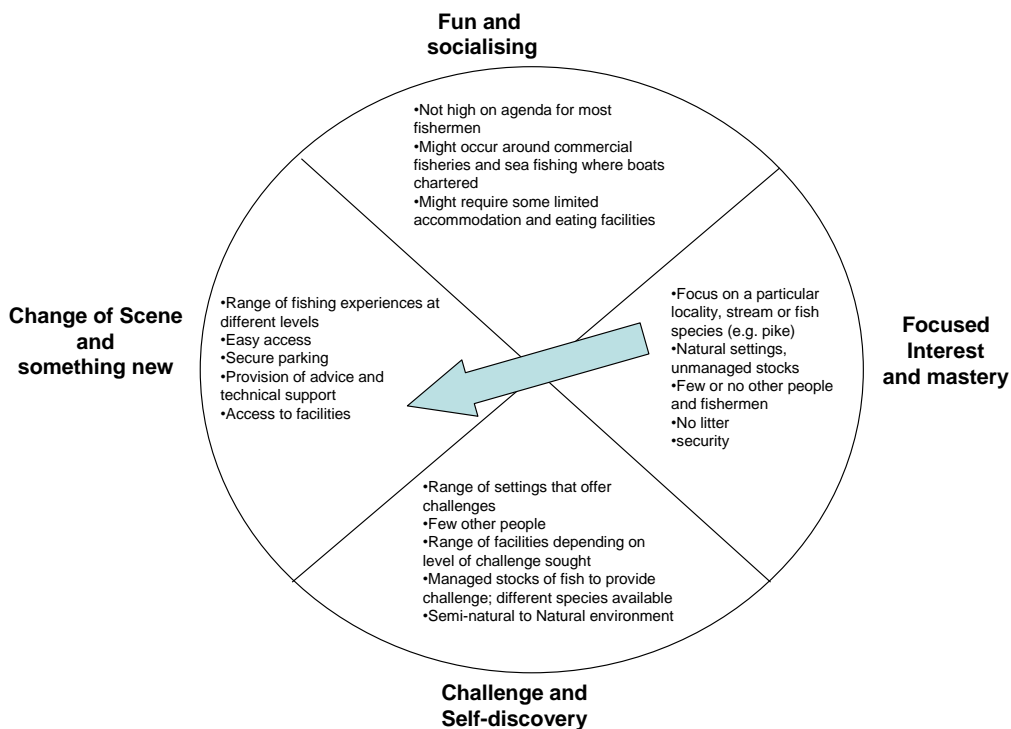 Fun and
socialising
•Not high on agenda for most
fishermen
•Might occur around commercial
fisheries and sea fishing where boats
chartered
•Might require some limited
accommodation and eating facilities
Change of Scene
and
something new
•Range of fishing experiences at
different levels
•Easy access
•Secure parking
•Provision of advice and
technical support
•Access to facilities
•Focus on a particular
locality, stream or fish
species (e.g. pike)
•Natural settings,
unmanaged stocks
•Few or no other people
and fishermen
•No litter
•security
Focused
Interest
and mastery
•Range of settings that offer
challenges
•Few other people
•Range of facilities depending on
level of challenge sought
•Managed stocks of fish to provide
challenge; different species available
•Semi-natural to Natural environment
Challenge and
Self-discovery